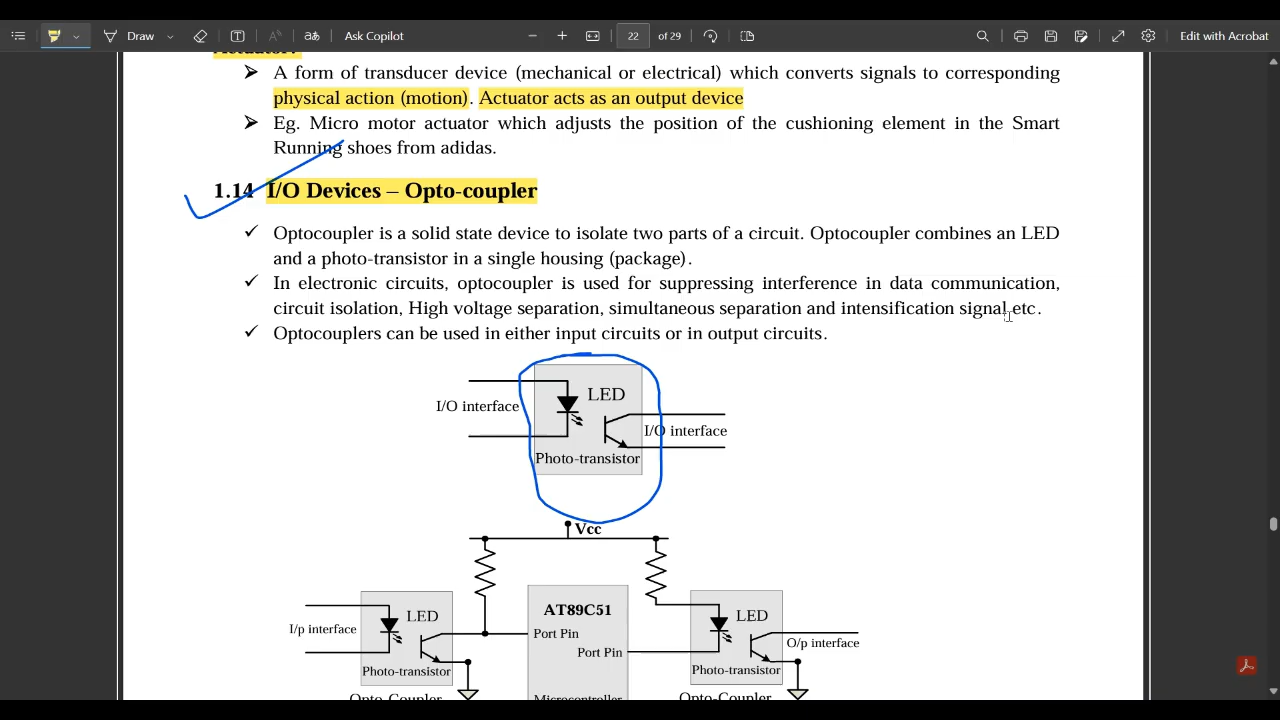 Draw
Ask Copilot
22 of 29
Edit with Acrobat
Actuator:
➤ A form of transducer device (mechanical or electrical) which converts signals to corresponding
physical action (motion). Actuator acts as an output device
➤ Eg. Micro motor actuator which adjusts the position of the cushioning element in the Smart
Running shoes from adidas.
1.14 I/O Devices – Opto-coupler
✓ Optocoupler is a solid state device to isolate two parts of a circuit. Optocoupler combines an LED
and a photo-transistor in a single housing (package).
✓ In electronic circuits, optocoupler is used for suppressing interference in data communication,
circuit isolation, High voltage separation, simultaneous separation and intensification signal etc.
✓ Optocouplers can be used in either input circuits or in output circuits.
LED
I/O interface
I/O interface
Photo-transistor
Vcc
AT89C51
LED
LED
I/p interface
Port Pin
O/p interface
Port Pin
Photo-transistor
Photo-transistor
Opto-Coupler
Microcontroller
Opto-Coupler